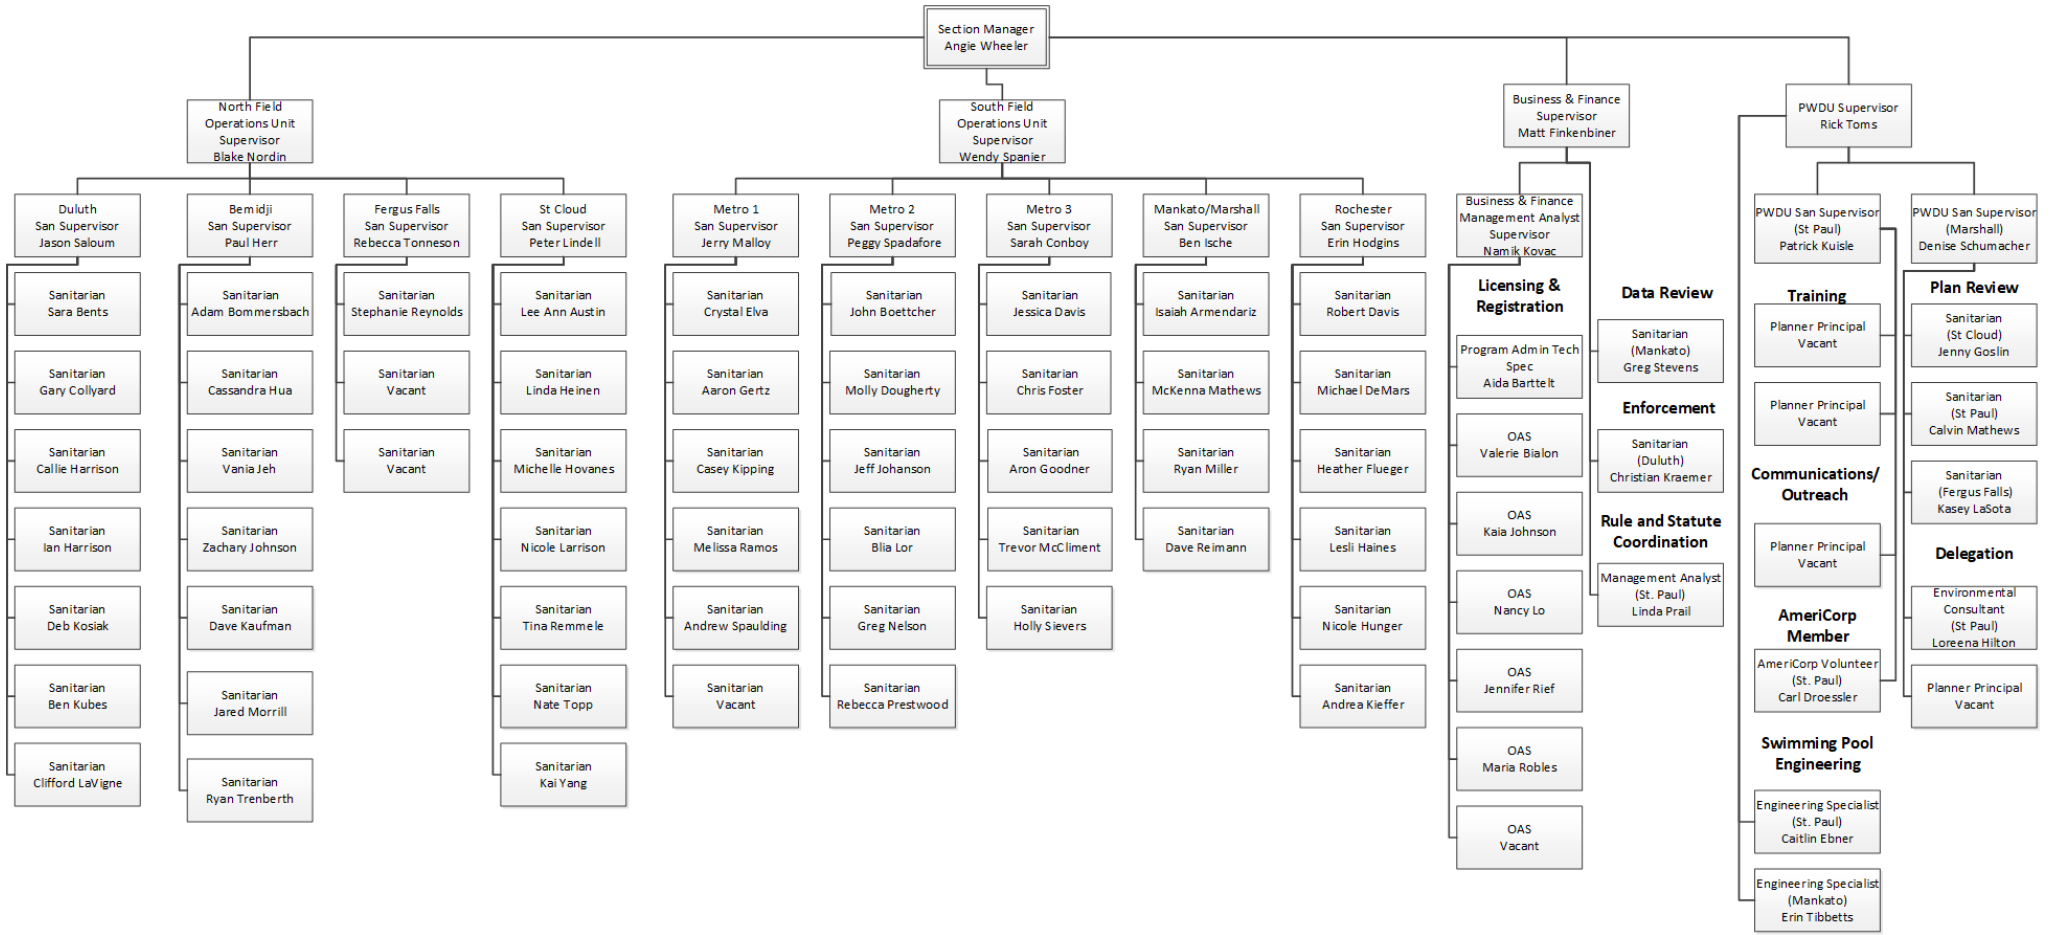 Section Manager
Angie Wheeler
North Field
Operations Unit
Supervisor
Blake Nordin
South Field
Operations Unit
Supervisor
Wendy Spanier
Business & Finance
Supervisor
Matt Finkenbiner
PWDU Supervisor
Rick Toms
Duluth
San Supervisor
Jason Saloum
Sanitarian
Sara Bents
Sanitarian
Gary Collyard
Sanitarian
Callie Harrison
Sanitarian
Ian Harrison
Sanitarian
Deb Kosiak
Sanitarian
Ben Kubes
Sanitarian
Clifford LaVigne
Bemidji
San Supervisor
Paul Herr
Sanitarian
Adam Bommersbach
Sanitarian
Cassandra Hua
Sanitarian
Vania Jeh
Sanitarian
Zachary Johnson
Sanitarian
Dave Kaufman
Sanitarian
Jared Morrill
Sanitarian
Ryan Trenberth
Fergus Falls
San Supervisor
Rebecca Tonneson
Sanitarian
Stephanie Reynolds
Sanitarian
Vacant
Sanitarian
Vacant
St Cloud
San Supervisor
Peter Lindell
Sanitarian
Lee Ann Austin
Sanitarian
Linda Heinen
Sanitarian
Michelle Hovanes
Sanitarian
Nicole Larrison
Sanitarian
Tina Remmele
Sanitarian
Nate Topp
Sanitarian
Kai Yang
Metro 1
San Supervisor
Jerry Malloy
Sanitarian
Crystal Elva
Sanitarian
Aaron Gertz
Sanitarian
Casey Kipping
Sanitarian
Melissa Ramos
Sanitarian
Andrew Spaulding
Sanitarian
Vacant
Metro 2
San Supervisor
Peggy Spadafore
Sanitarian
John Boettcher
Sanitarian
Molly Dougherty
Sanitarian
Jeff Johanson
Sanitarian
Blia Lor
Sanitarian
Greg Nelson
Sanitarian
Rebecca Prestwood
Metro 3
San Supervisor
Sarah Conboy
Sanitarian
Jessica Davis
Sanitarian
Chris Foster
Sanitarian
Aron Goodner
Sanitarian
Trevor McCliment
Sanitarian
Holly Sievers
Mankato/Marshall
San Supervisor
Ben Ische
Sanitarian
Isaiah Armendariz
Sanitarian
McKenna Mathews
Sanitarian
Ryan Miller
Sanitarian
Dave Reimann
Rochester
San Supervisor
Erin Hodgins
Sanitarian
Robert Davis
Sanitarian
Michael DeMars
Sanitarian
Heather Flueger
Sanitarian
Lesli Haines
Sanitarian
Nicole Hunger
Sanitarian
Andrea Kieffer
Business & Finance
Management Analyst
Supervisor
Namik Kovac
Licensing &
Registration
Program Admin Tech
Spec
Aida Barttelt
OAS
Valerie Bialon
OAS
Kaia Johnson
OAS
Nancy Lo
OAS
Jennifer Rief
OAS
Maria Robles
OAS
Vacant
Data Review
Sanitarian
(Mankato)
Greg Stevens
Enforcement
Sanitarian
(Duluth)
Christian Kraemer
Rule and Statute
Coordination
Management Analyst
(St. Paul)
Linda Prail
PWDU San Supervisor
(St Paul)
Patrick Kuisle
Training
Planner Principal
Vacant
Planner Principal
Vacant
Communications/
Outreach
Planner Principal
Vacant
AmeriCorp
Member
AmeriCorp Volunteer
(St. Paul)
Carl Droessler
Swimming Pool
Engineering
Engineering Specialist
(St. Paul)
Caitlin Ebner
Engineering Specialist
(Mankato)
Erin Tibbetts
PWDU San Supervisor
(Marshall)
Denise Schumacher
Plan Review
Sanitarian
(St Cloud)
Jenny Goslin
Sanitarian
(St Paul)
Calvin Mathews
Sanitarian
(Fergus Falls)
Kasey LaSota
Delegation
Environmental
Consultant
(St Paul)
Loreena Hilton
Planner Principal
Vacant